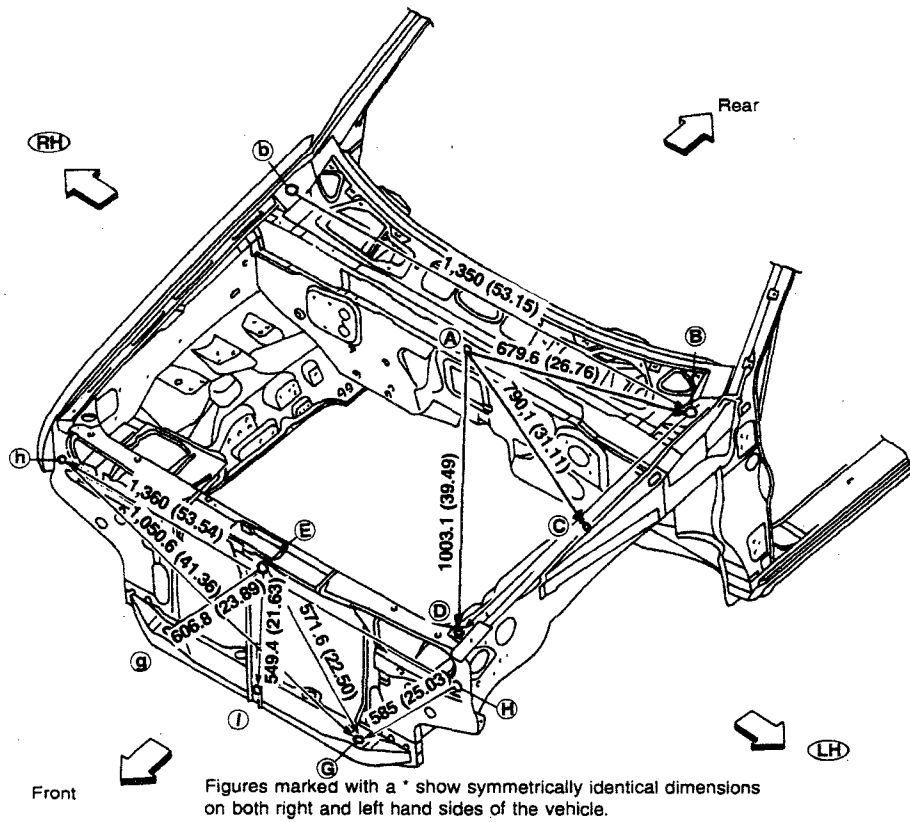 Rear
RH
b
*1,350 (53.15)
A
B
679.6 (26.76)
790.1 (31.11)
1003.1 (39.49)
h
1,360 (53.54)
*1,050.6 (41.36)
E
C
D
606.8 (23.89)
549.4 (21.63)
571.6 (22.50)
585 (25.03)
g
i
H
G
LH
Front
Figures marked with a * show symmetrically identical dimensions
on both right and left hand sides of the vehicle.